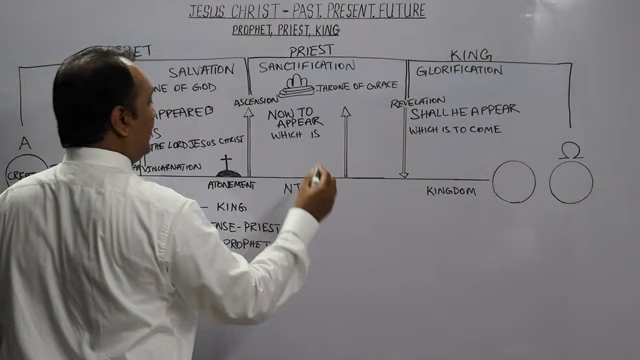 JESUS CHRIST - PAST, PRESENT, FUTURE
PROPHET, PRIEST, KING
PRIEST
KING
SALVATION
SANCTIFICATION
GLORIFICATION
OF GOD
THRONE OF GRACE
ASCENSION
REVELATION
APPEARED
NOW TO APPEAR
SHALL HE APPEAR
WHICH IS
WHICH IS TO COME
THE LORD JESUS CHRIST
A
Ω
INCARNATION
ATONEMENT
NT
KINGDOM
- KING
- PRIEST
PROPHET